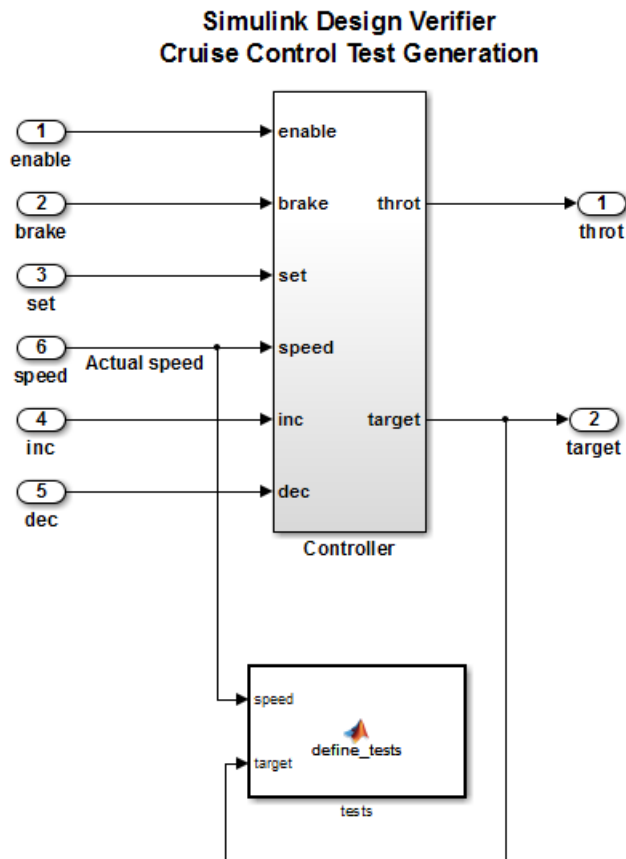 Simulink Design Verifier
Cruise Control Test Generation
1
enable
enable
2
brake
brake
throt
1
throt
3
set
set
6
speed
Actual speed
speed
4
inc
inc
target
2
target
5
dec
dec
Controller
speed
define_tests
target
tests